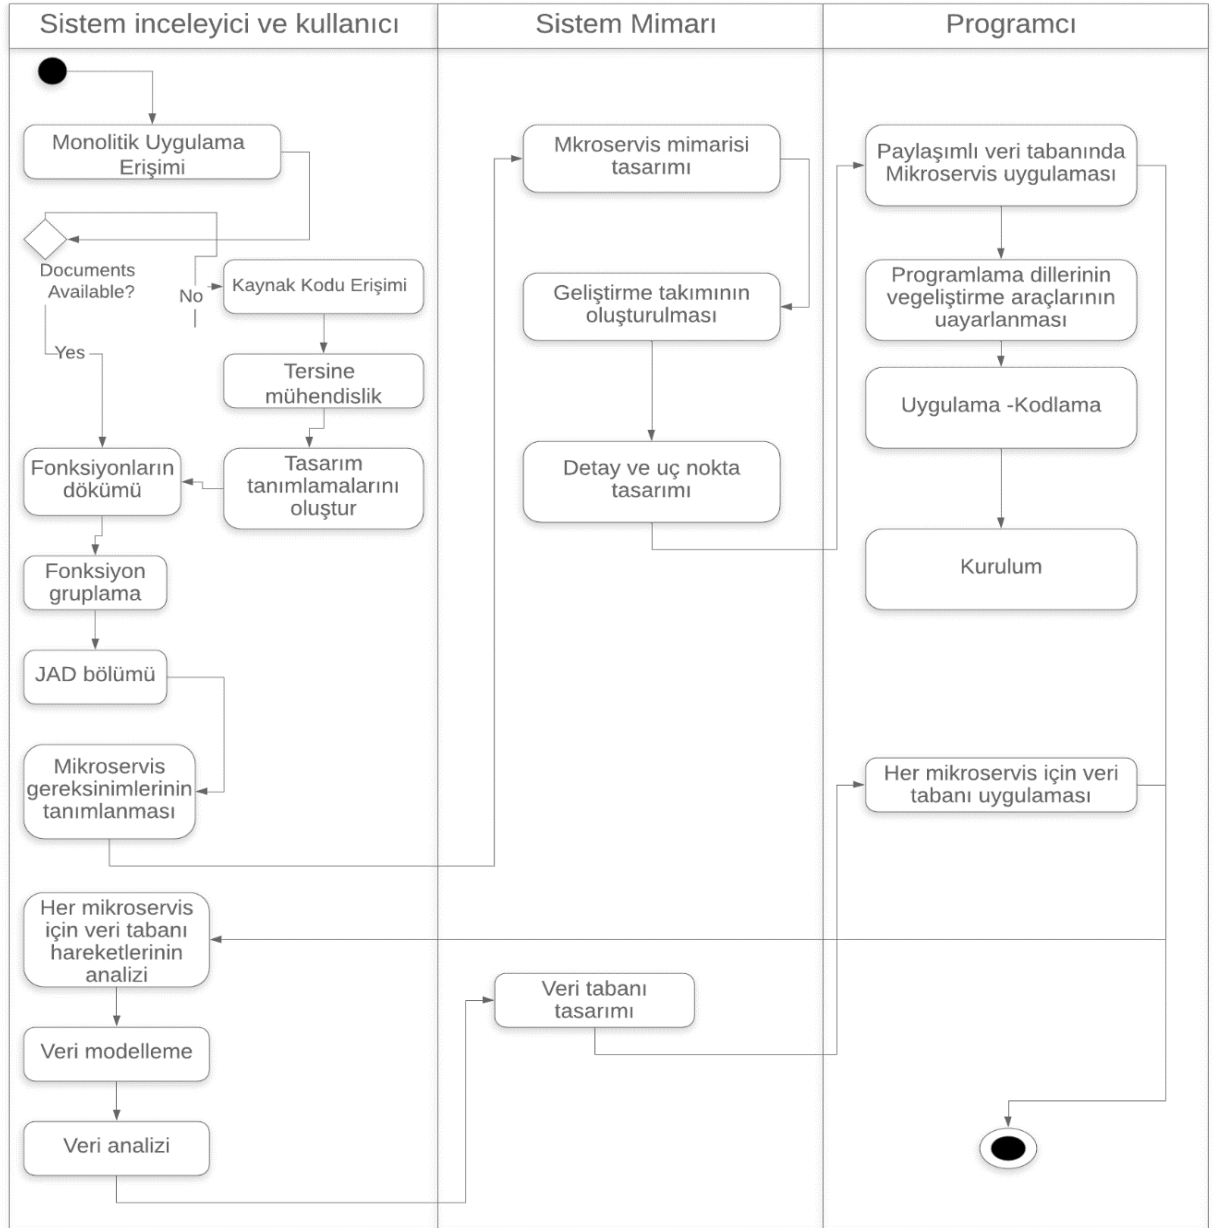 Sistem inceleyici ve kullanıcı
Sistem Mimarı
Programcı
Monolitik Uygulama
Erişimi
Documents
Available?
No
Yes
Kaynak Kodu Erişimi
Tersine
mühendislik
Tasarım
tanımlamalarını
oluştur
Fonksiyonların
dökümü
Fonksiyon
gruplama
JAD bölümü
Mikroservis
gereksinimlerinin
tanımlanması
Her mikroservis
için veri tabanı
hareketlerinin
analizi
Veri modelleme
Veri analizi
Mkroservis mimarisi
tasarımı
Geliştirme takımının
oluşturulması
Detay ve uç nokta
tasarımı
Veri tabanı
tasarımı
Paylaşımlı veri tabanında
Mikroservis uygulaması
Programlama dillerinin
vegeliştirme araçlarının
uayarlanması
Uygulama -Kodlama
Kurulum
Her mikroservis için veri
tabanı uygulaması